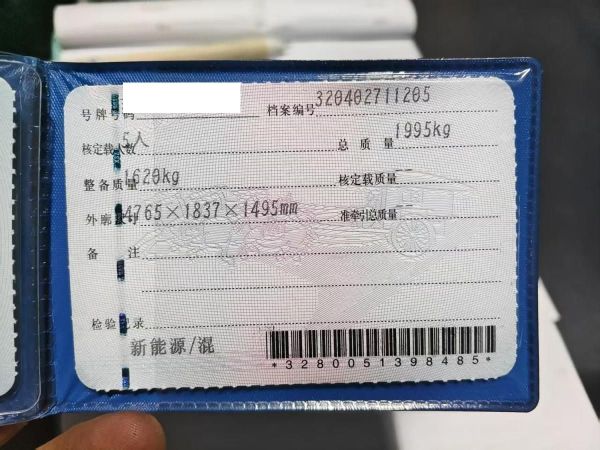 号牌号码 档案编号 320402711205
核定载人数 5人 总质量 1995kg
整备质量 1620kg 核定载质量 --
外廓尺寸 4765×1837×1495mm 准牵引总质量 --
备注
检验记录
新能源/混
*3280051398485*